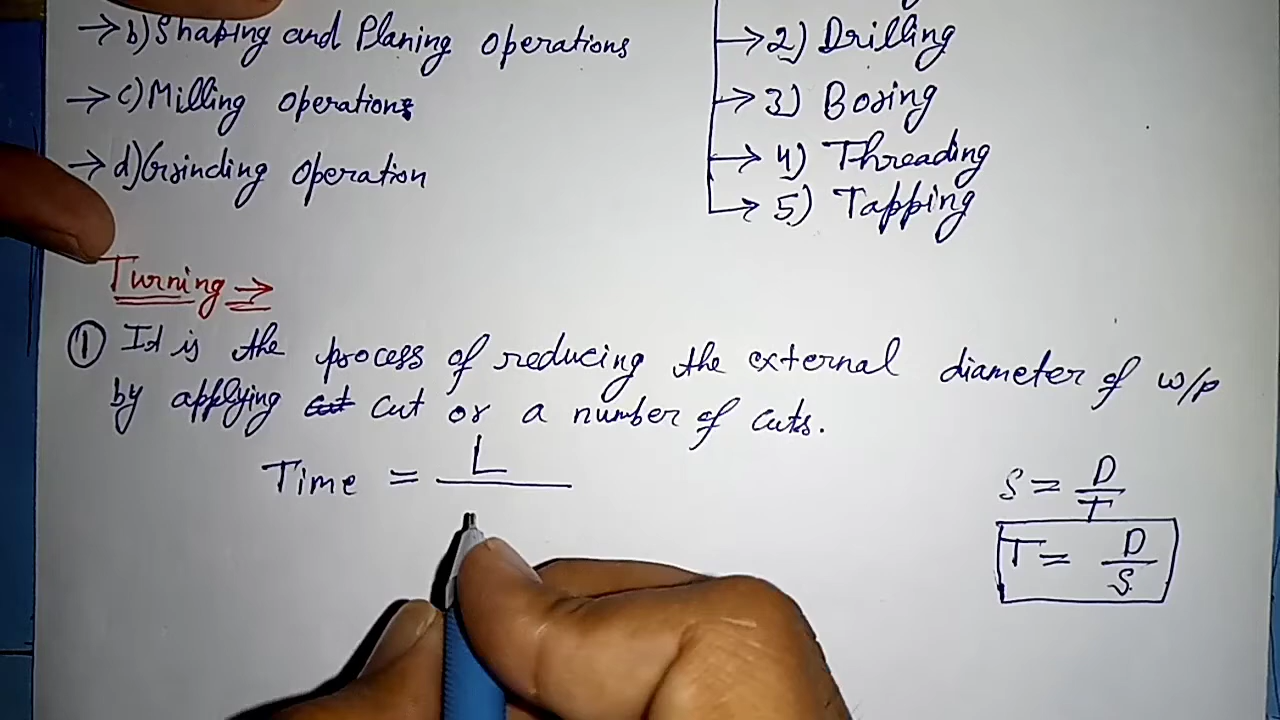 → b) Shaping and Planing operations
→ c) Milling operations
→ d) Grinding operation
→ 2) Drilling
→ 3) Boring
→ 4) Threading
→ 5) Tapping
Turning →
① It is the process of reducing the external diameter of w/p
by applying cut or a number of cuts.
Time = L
S = D/T
T = D/S